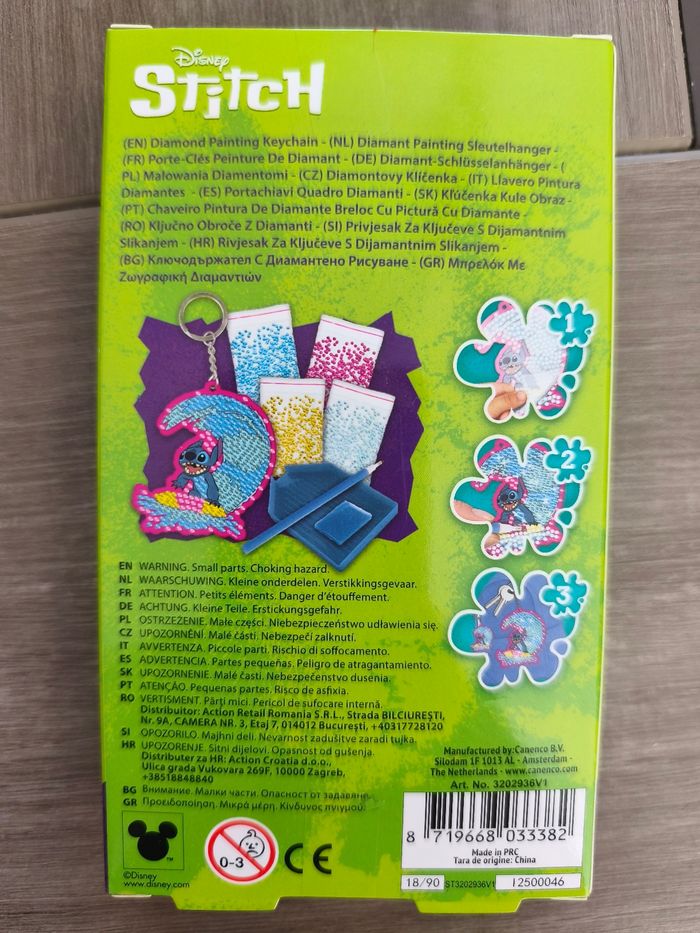 Disney
Stitch
(EN) Diamond Painting Keychain - (NL) Diamant Painting Sleutelhanger -
(FR) Porte-Clés Peinture De Diamant - (DE) Diamant-Schlüsselanhänger - (
PL) Malowania Diamentomi - (CZ) Diamontovy Klíčenka - (IT) Llavero Pintura
Diamantes - (ES) Portachiavi Quadro Diamanti - (SK) Kľúčenka Kule Obraz -
(PT) Chaveiro Pintura De Diamante Breloc Cu Pictură Cu Diamante -
(RO) Ključno Obroče Z Dimanti - (SI) Privjesak Za Ključeve S Dijamantnim
Slikanjem - (HR) Rivjesak Za Ključeve S Dijamantnim Slikanjem -
(BG) Ключодържател С Диамантено Рисуване - (GR) Μπρελόκ Με
Ζωγραφική Διαμαντιών
1
2
3
EN WARNING. Small parts. Choking hazard.
NL WAARSCHUWING. Kleine onderdelen. Verstikkingsgevaar.
FR ATTENTION. Petits éléments. Danger d'étouffement.
DE ACHTUNG. Kleine Teile. Erstickungsgefahr.
PL OSTRZEŻENIE. Małe części. Niebezpieczeństwo udławienia się.
CZ UPOZORNĚNÍ. Malé části. Nebezpečí zalknutí.
IT AVVERTENZA. Piccole parti. Rischio di soffocamento.
ES ADVERTENCIA. Partes pequeñas. Peligro de atragantamiento.
SK UPOZORNENIE. Malé časti. Nebezpečenstvo dusenia.
PT ATENÇÃO. Pequenas partes. Risco de asfixia.
RO VERTISMENT. Părți mici. Pericol de sufocare internă.
Distribuitor: Action Retail Romania S.R.L., Strada BILCIUREȘTI,
Nr. 9A, CAMERA NR. 3, Etaj 7, 014012 București, +40317728120
SI OPOZORILO. Majhni deli. Nevarnost zadušitve zaradi tujka.
HR UPOZORENJE. Sitni dijelovi. Opasnost od gušenja.
Distributer za HR: Action Croatia d.o.o.,
Ulica grada Vukovara 269F, 10000 Zagreb,
+38518848840
BG Внимание. Малки части. Опасност от задавяне.
GR Προειδοποίηση. Μικρά μέρη. Κίνδυνος πνιγμού.
Manufactured by: Canenco B.V.
Silodam 1F 1013 AL - Amsterdam -
The Netherlands - www.canenco.com
Art. No. 3202936V1
8 719668 033382
Made in PRC
Tara de origine: China
18/90 ST3202936V1 12500046
0-3
CE
TM
©Disney
www.disney.com